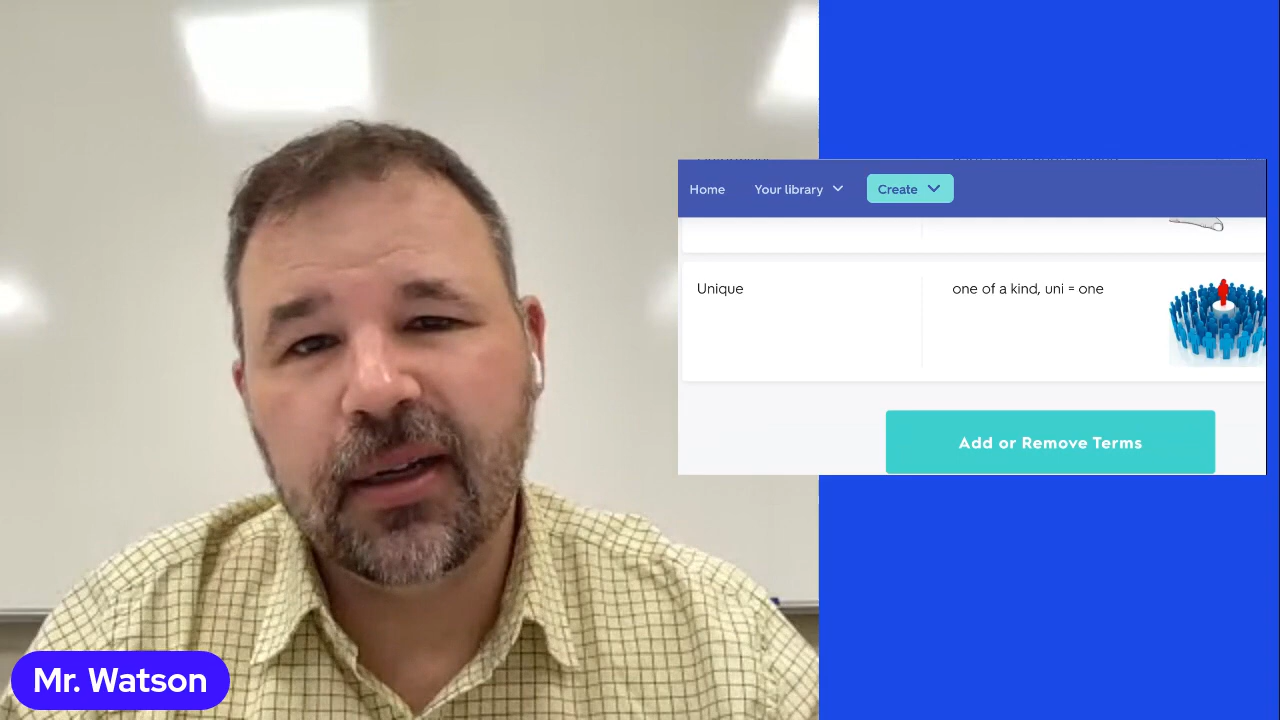 Home Your library Create
Unique one of a kind, uni = one
Add or Remove Terms
Mr. Watson